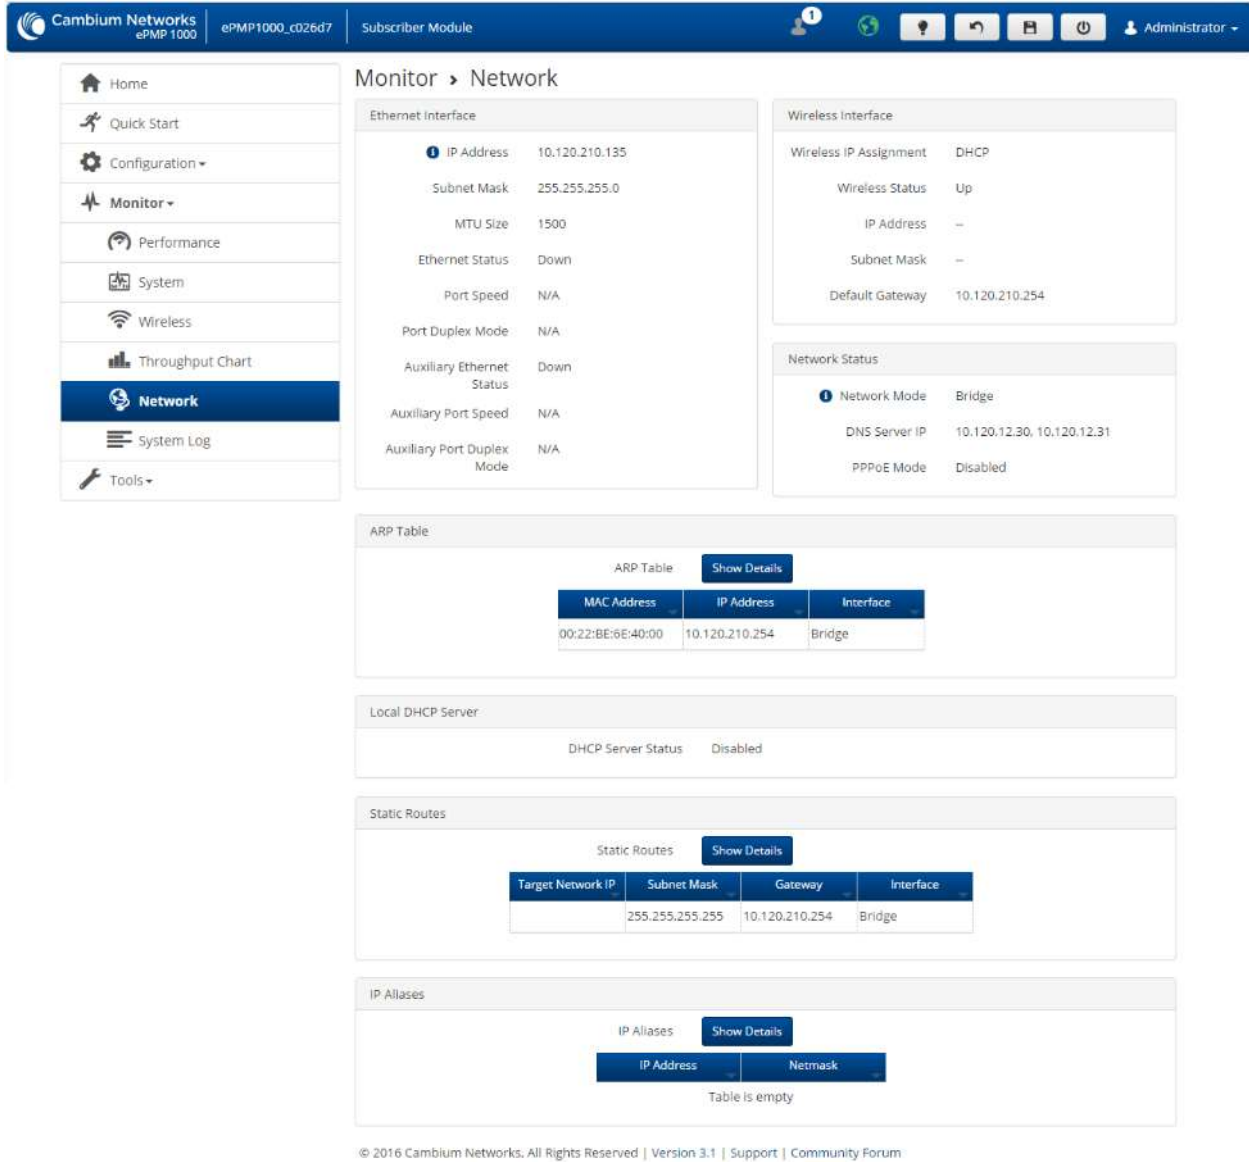 Cambium Networks
ePMP 1000
ePMP1000_c026d7
Subscriber Module
1
Administrator
Home
Quick Start
Configuration
Monitor
Performance
System
Wireless
Throughput Chart
Network
System Log
Tools
Monitor › Network
Ethernet Interface
IP Address 10.120.210.135
Subnet Mask 255.255.255.0
MTU Size 1500
Ethernet Status Down
Port Speed N/A
Port Duplex Mode N/A
Auxiliary Ethernet Down
Status
Auxiliary Port Speed N/A
Auxiliary Port Duplex N/A
Mode
Wireless Interface
Wireless IP Assignment DHCP
Wireless Status Up
IP Address –
Subnet Mask –
Default Gateway 10.120.210.254
Network Status
Network Mode Bridge
DNS Server IP 10.120.12.30, 10.120.12.31
PPPoE Mode Disabled
ARP Table
ARP Table Show Details
MAC Address IP Address Interface
00:22:BE:6E:40:00 10.120.210.254 Bridge
Local DHCP Server
DHCP Server Status Disabled
Static Routes
Static Routes Show Details
Target Network IP Subnet Mask Gateway Interface
255.255.255.255 10.120.210.254 Bridge
IP Aliases
IP Aliases Show Details
IP Address Netmask
Table is empty
© 2016 Cambium Networks. All Rights Reserved | Version 3.1 | Support | Community Forum